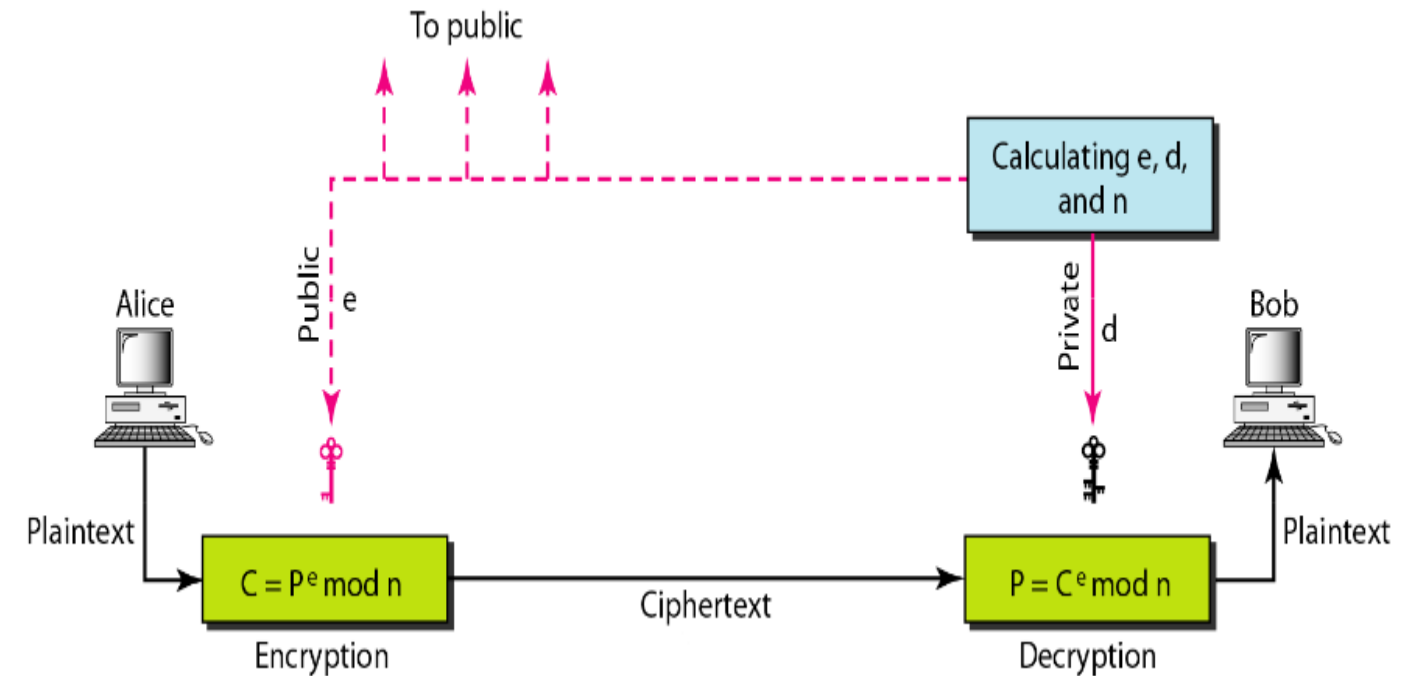 To public
Calculating e, d,
and n
Public
e
Private
d
Alice
Bob
Plaintext
Plaintext
C = Pᵉ mod n
Ciphertext
P = Cᵉ mod n
Encryption
Decryption